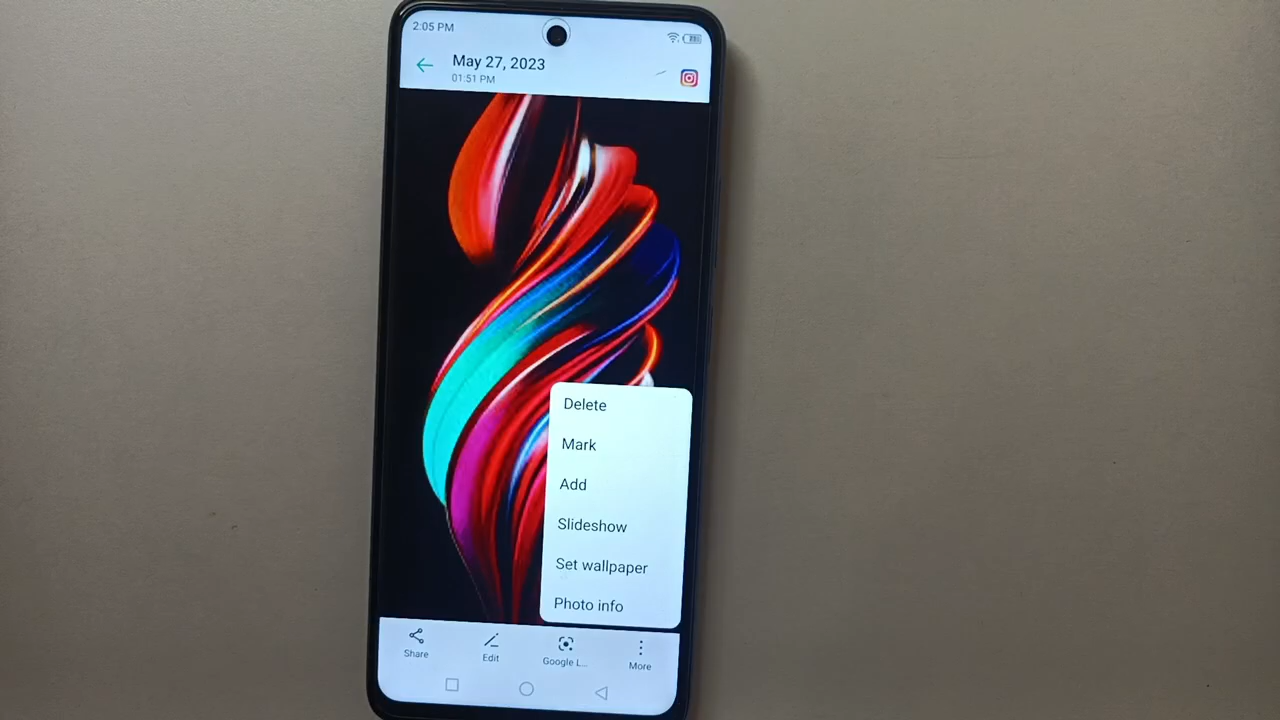 2:05 PM
May 27, 2023
01:51 PM
Delete
Mark
Add
Slideshow
Set wallpaper
Photo info
Share
Edit
Google L...
More